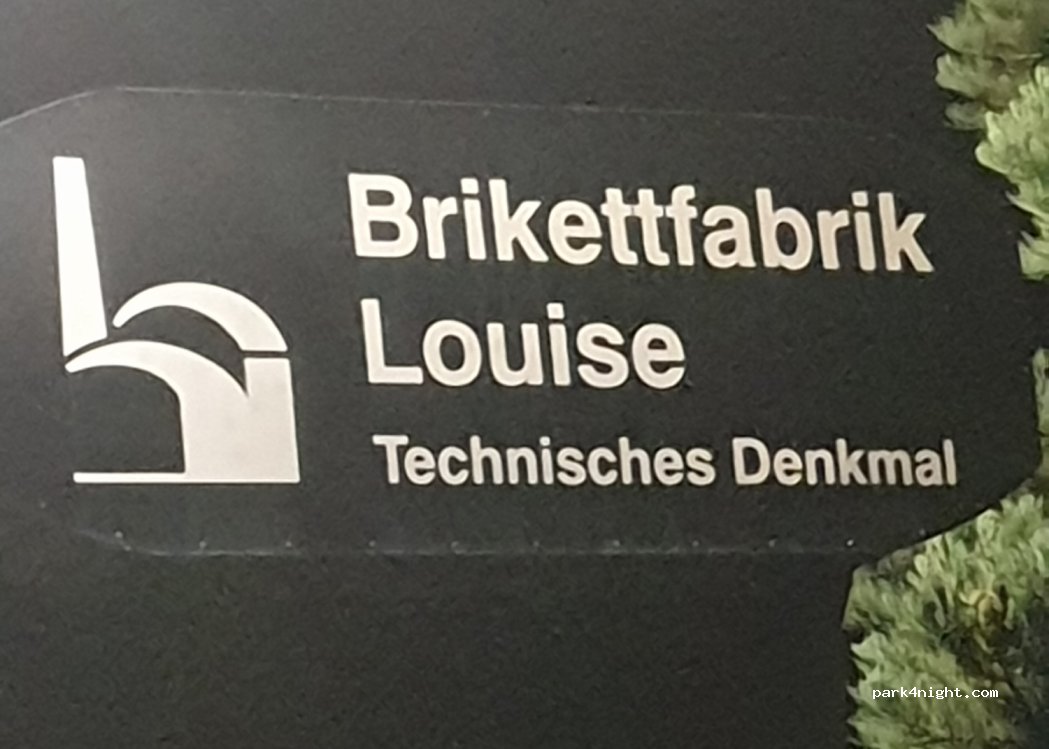 Brikettfabrik
Louise
Technisches Denkmal
park4night.com